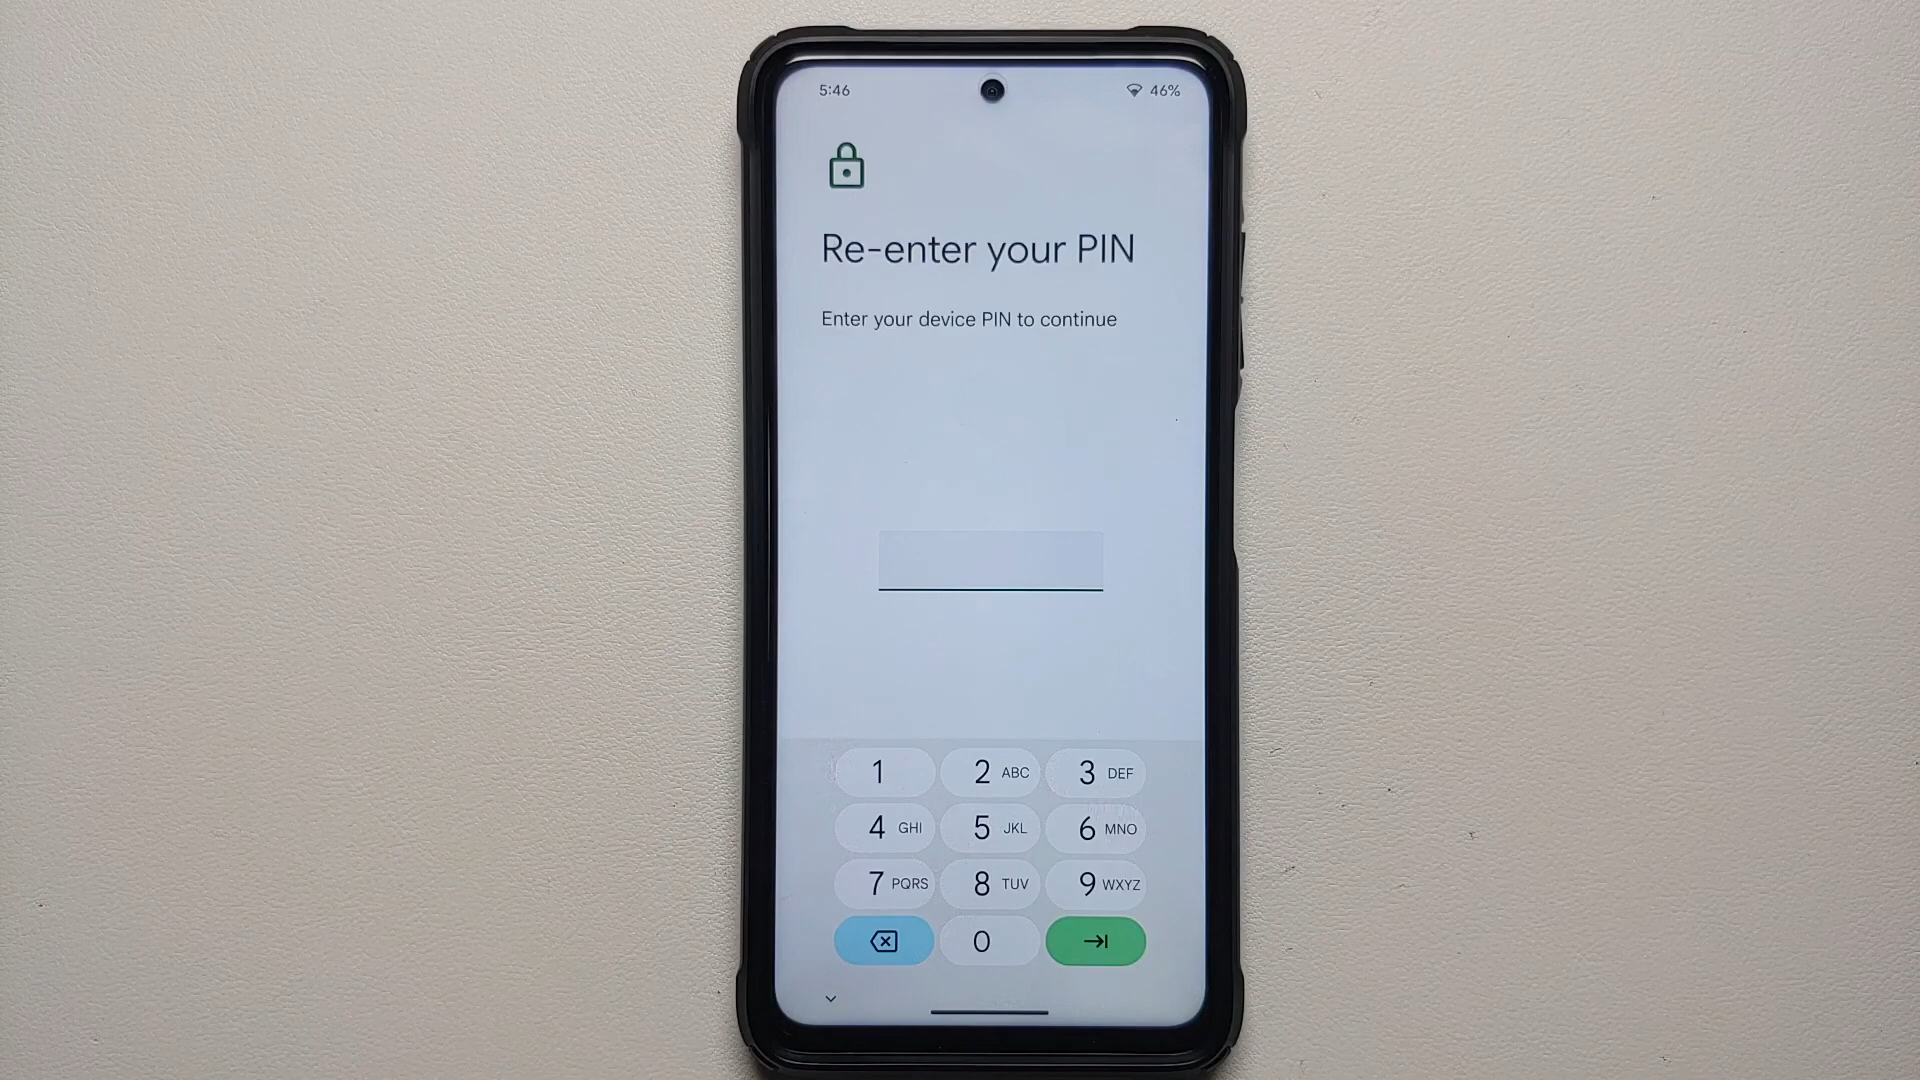 5:46 46%
Re-enter your PIN
Enter your device PIN to continue
1 2 ABC 3 DEF
4 GHI 5 JKL 6 MNO
7 PQRS 8 TUV 9 WXYZ
0